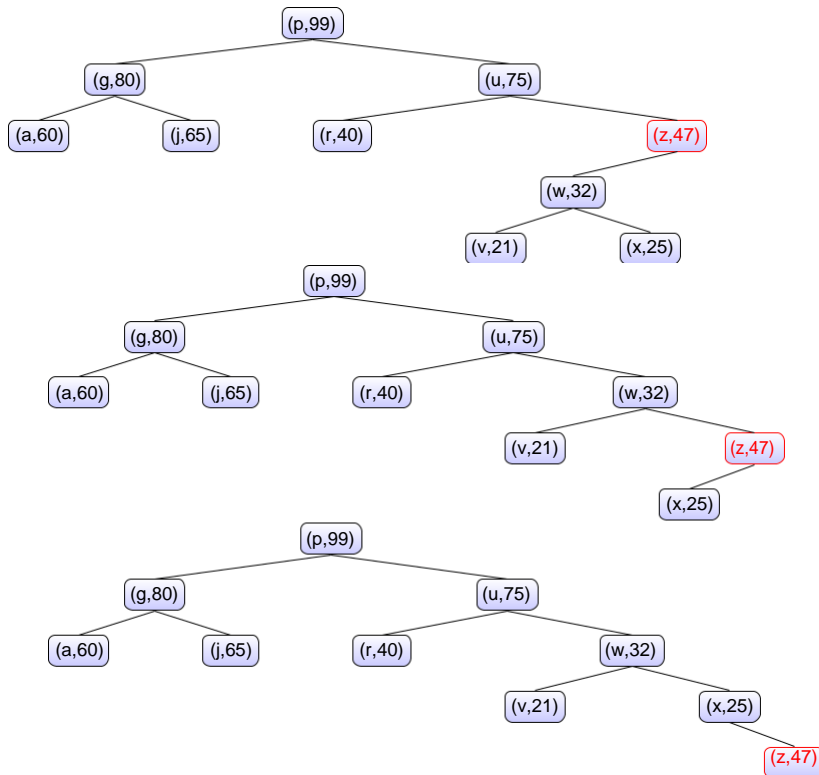 (p,99)
(g,80) (u,75)
(a,60) (j,65) (r,40) (z,47)
(w,32)
(v,21) (x,25)
(p,99)
(g,80) (u,75)
(a,60) (j,65) (r,40) (w,32)
(v,21) (z,47)
(x,25)
(p,99)
(g,80) (u,75)
(a,60) (j,65) (r,40) (w,32)
(v,21) (x,25)
(z,47)